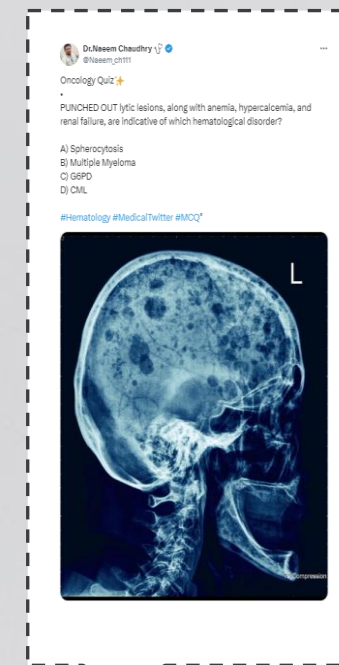 Dr.Naeem Chaudhry
@Naeem_ch111
Oncology Quiz✨
•
PUNCHED OUT lytic lesions, along with anemia, hypercalcemia, and
renal failure, are indicative of which hematological disorder?
A) Spherocytosis
B) Multiple Myeloma
C) G6PD
D) CML
#Hematology #MedicalTwitter #MCQ"
L
Compression